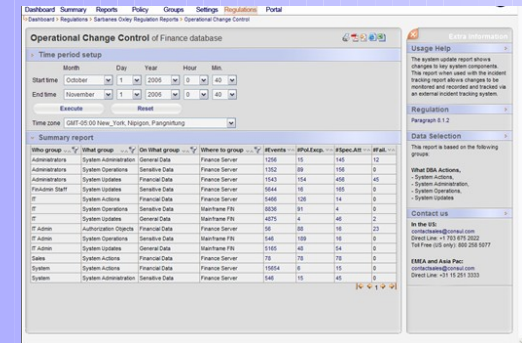 Dashboard Summary Reports Policy Groups Settings Regulations Portal
Dashboard › Regulations › Sarbanes Oxley Regulation Reports › Operational Change Control
Operational Change Control of Finance database
Time period setup
Month Day Year Hour Min.
Start time October 1 2006 0 40
End time November 1 2006 0 40
Execute Reset
Time zone GMT-05:00 New_York, Nipigon, Pangnirtung
Summary report
Who group What group On What group Where to group #Events #Pol.Excp. #Spec.Att #Fail.
Administrators System Administration General Data Finance Server 1256 15 145 12
Administrators System Operations Sensitive Data Finance Server 1352 89 156 0
Administrators System Updates Financial Data Finance Server 1543 154 456 45
FinAdmin Staff System Updates Sensitive Data Finance Server 5844 16 165 0
IT System Actions Financial Data Finance Server 5466 126 14 0
IT System Operations Sensitive Data Mainframe FIN 8836 91 4 0
IT System Updates General Data Mainframe FIN 4875 4 46 2
IT Admin Authorization Objects Financial Data Finance Server 56 88 16 23
IT Admin System Operations Sensitive Data Mainframe FIN 546 189 16 0
IT Admin System Updates General Data Mainframe FIN 5165 48 54 0
Sales System Actions Financial Data Finance Server 78 78 78 0
System System Actions Financial Data Finance Server 15654 6 15 0
System System Administration Sensitive Data Finance Server 546 15 45 0
1
Extra Information
Usage Help
The system update report shows
changes to key system components.
This report when used with the incident
tracking report allows changes to be
monitored and recorded and tracked via
an external incident tracking system.
Regulation
Paragraph 8.1.2
Data Selection
This report is based on the following
groups:
What DBA Actions,
- System Actions,
- System Administration,
- System Operations,
- System Updates
Contact us
In the US:
contactsales@consul.com
Direct Line: +1 703 675 2022
Toll Free (US only): 800 258 5077
EMEA and Asia Pac:
contactsales@consul.com
Direct Line: +31 15 251 3333